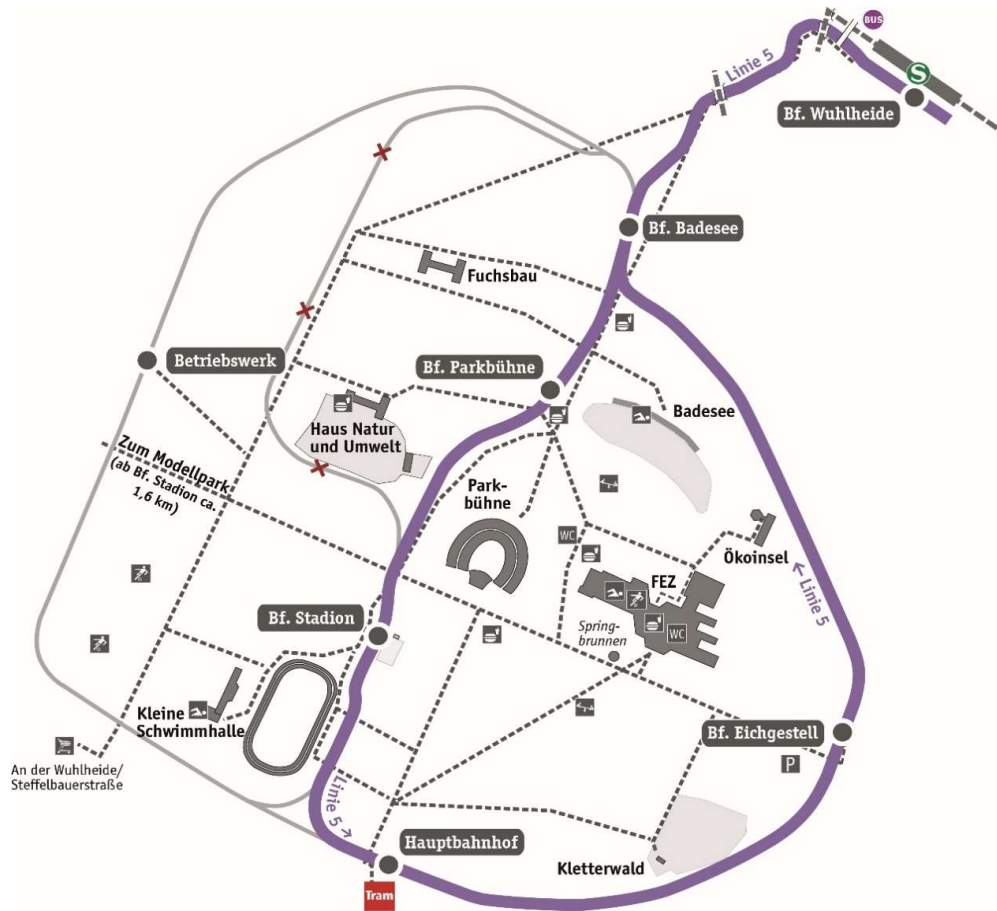 BUS
Linie 5
S
Bf. Wuhlheide
Bf. Badesee
Fuchsbau
Betriebswerk
Bf. Parkbühne
Badesee
Haus Natur
und Umwelt
Zum Modellpark
(ab Bf. Stadion ca.
1,6 km)
Park-
bühne
WC
Ökoinsel
FEZ
Linie 5
Bf. Stadion
Spring-
brunnen
WC
Kleine
Schwimmhalle
Bf. Eichgestell
P
An der Wuhlheide/
Steffelbauerstraße
Linie 5
Hauptbahnhof
Kletterwald
Tram